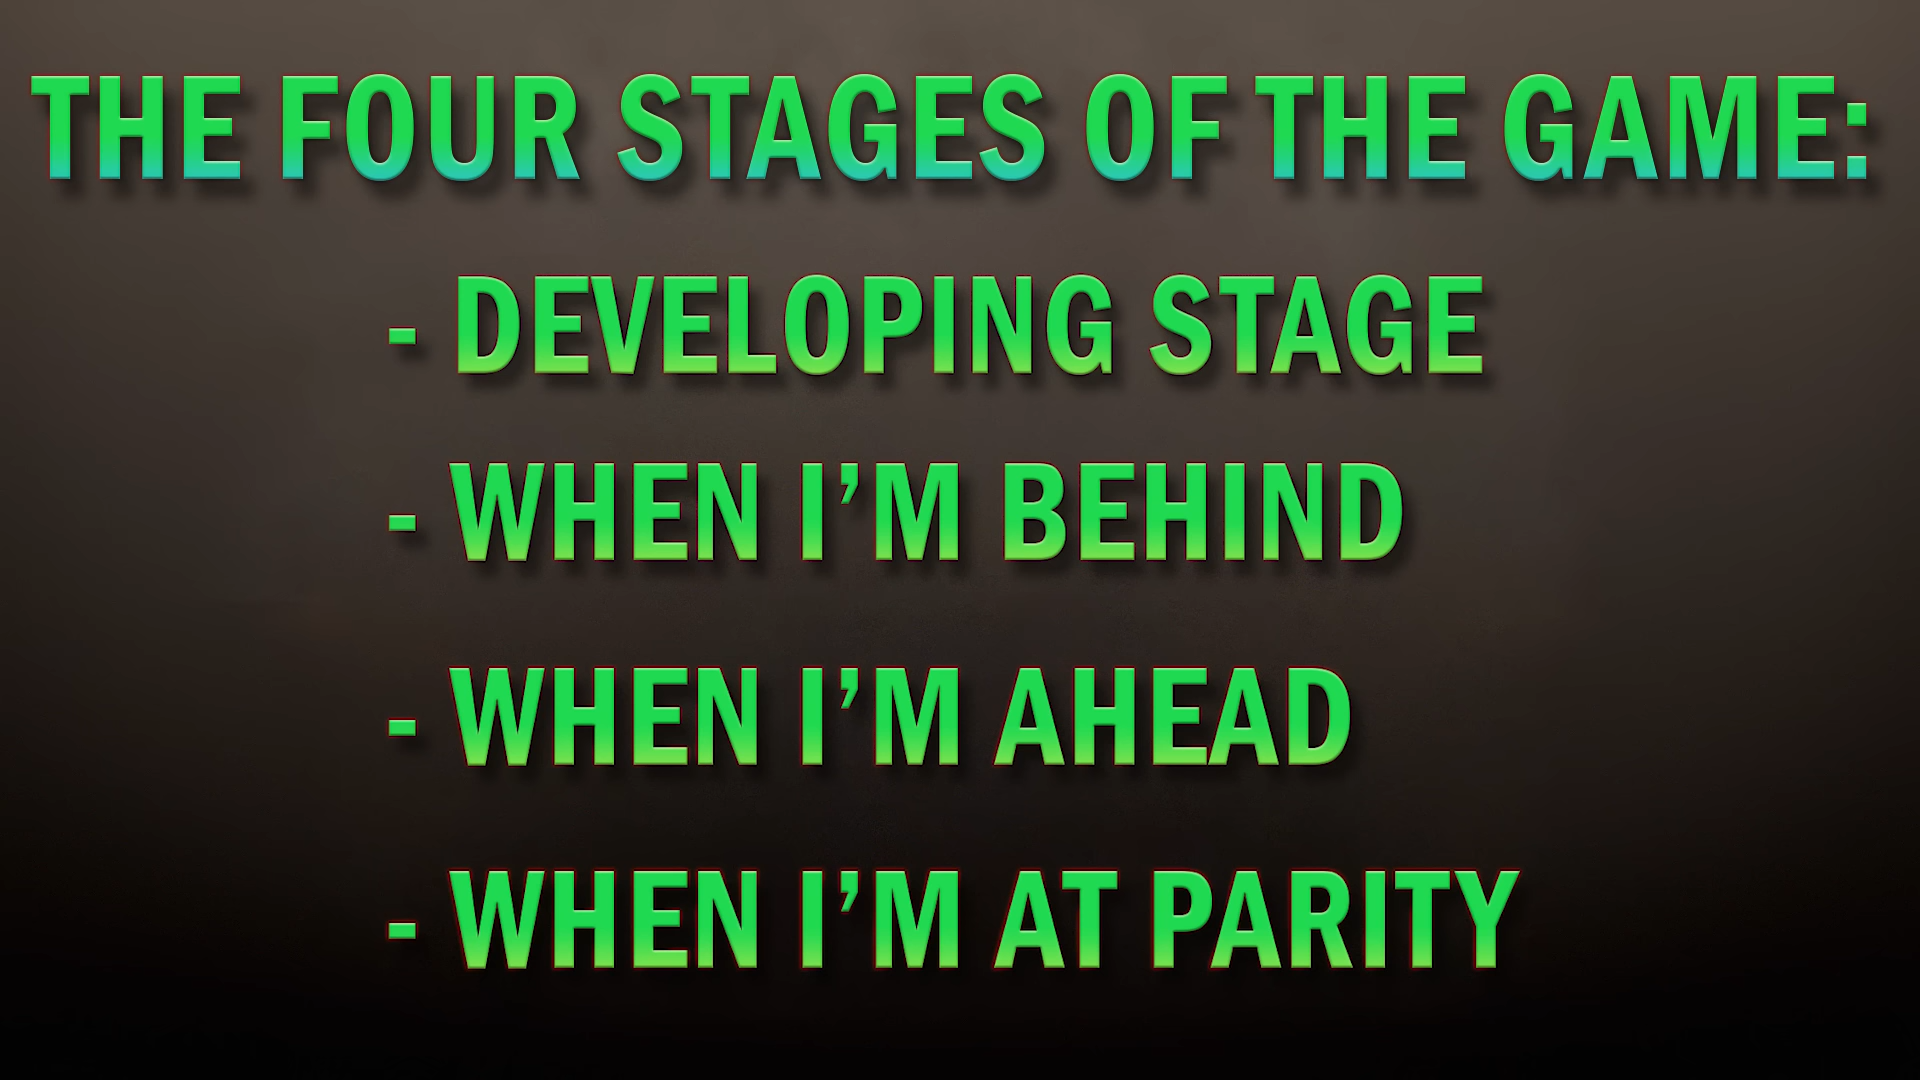 THE FOUR STAGES OF THE GAME:
- DEVELOPING STAGE
- WHEN I’M BEHIND
- WHEN I’M AHEAD
- WHEN I’M AT PARITY